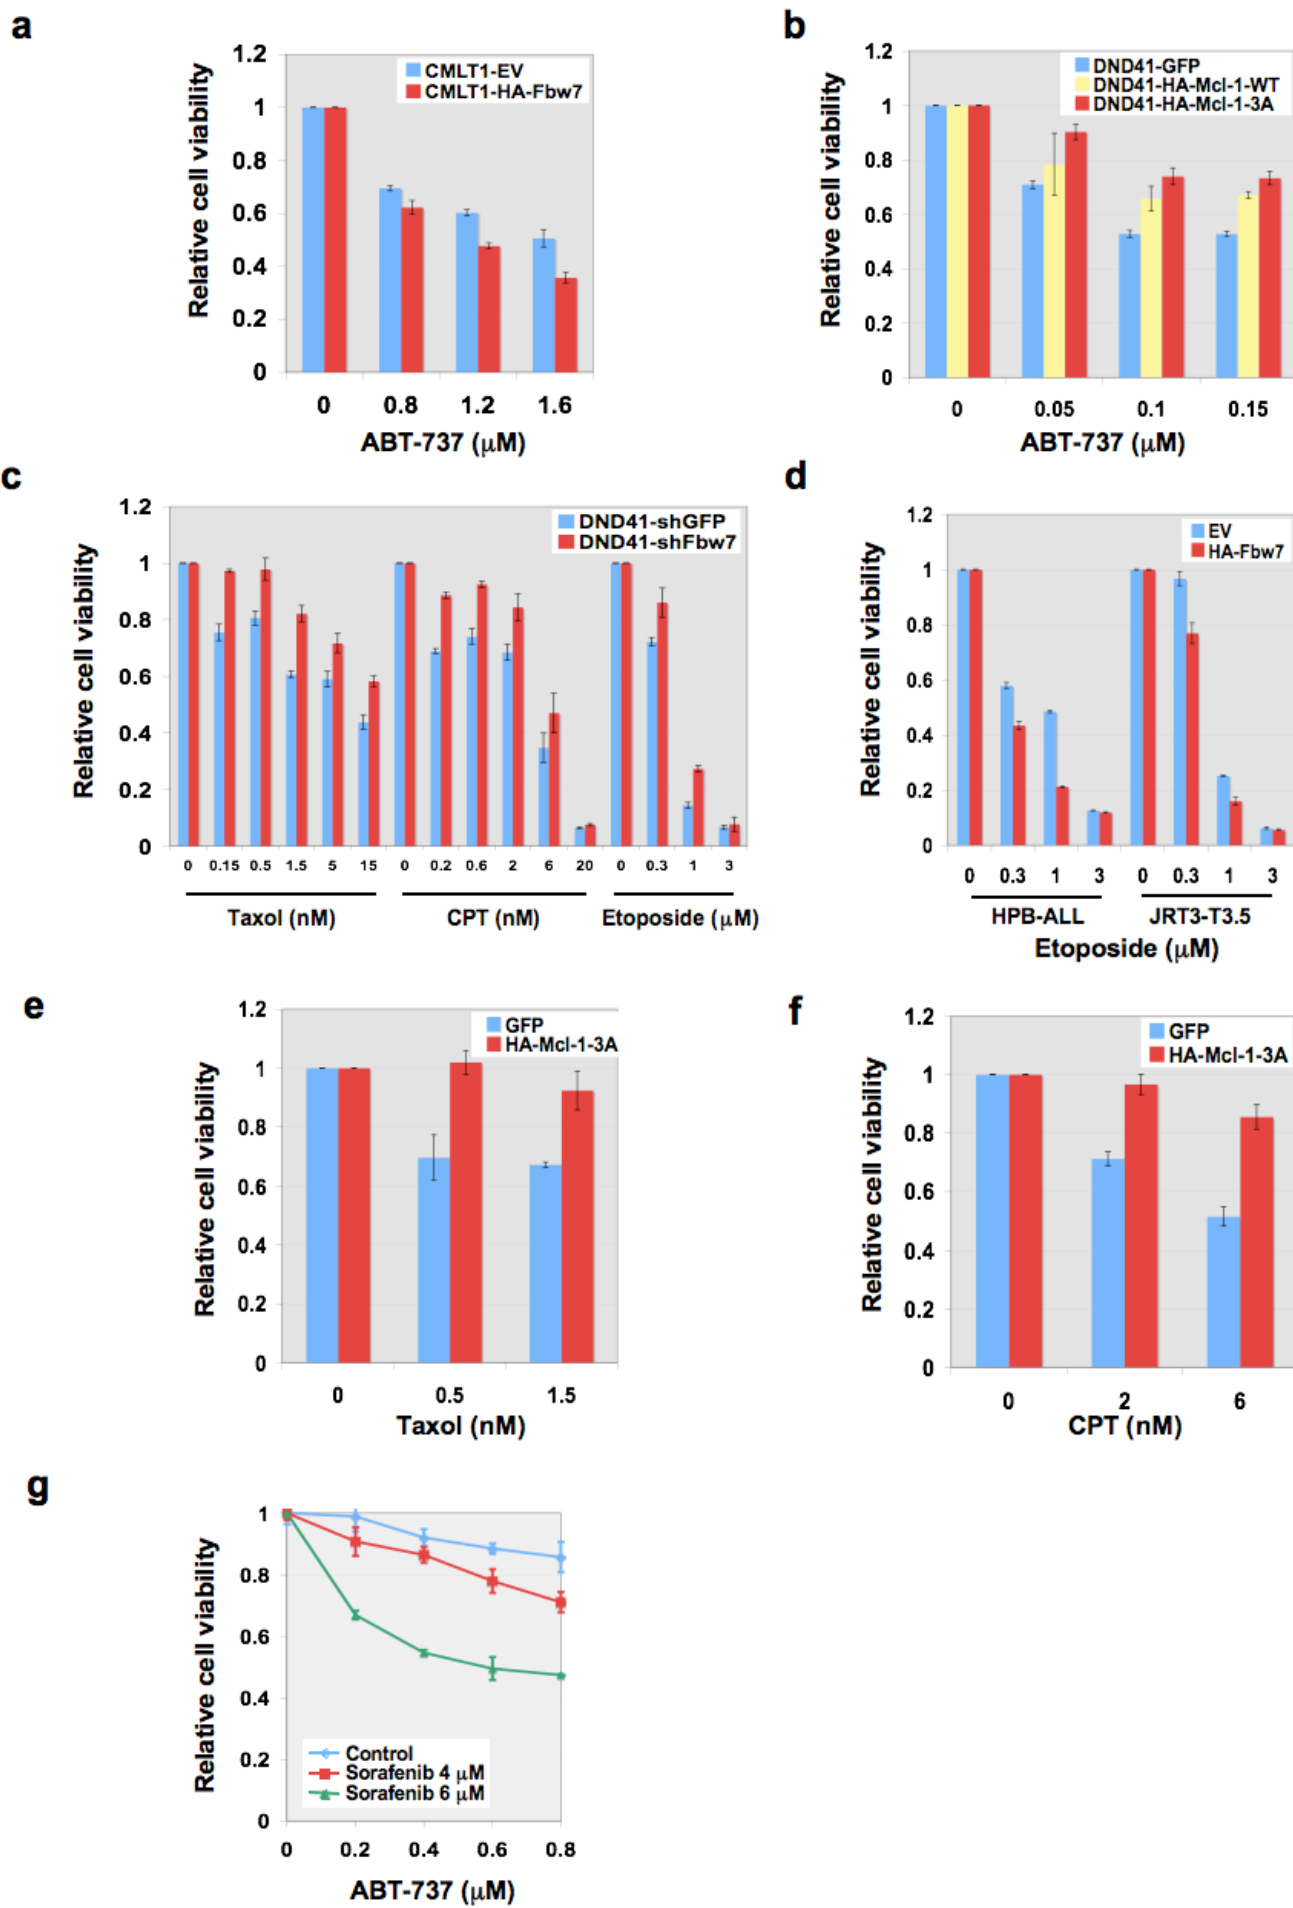 a
Relative cell viability
1.2
1
0.8
0.6
0.4
0.2
0
CMLT1-EV
CMLT1-HA-Fbw7
0 0.8 1.2 1.6
ABT-737 (μM)
b
Relative cell viability
1.2
1
0.8
0.6
0.4
0.2
0
DND41-GFP
DND41-HA-Mcl-1-WT
DND41-HA-Mcl-1-3A
0 0.05 0.1 0.15
ABT-737 (μM)
c
Relative cell viability
1.2
1
0.8
0.6
0.4
0.2
0
DND41-shGFP
DND41-shFbw7
0 0.15 0.5 1.5 5 15 0 0.2 0.6 2 6 20 0 0.3 1 3
Taxol (nM) CPT (nM) Etoposide (μM)
d
Relative cell viability
1.2
1
0.8
0.6
0.4
0.2
0
EV
HA-Fbw7
0 0.3 1 3 0 0.3 1 3
HPB-ALL JRT3-T3.5
Etoposide (μM)
e
Relative cell viability
1.2
1
0.8
0.6
0.4
0.2
0
GFP
HA-Mcl-1-3A
0 0.5 1.5
Taxol (nM)
f
Relative cell viability
1.2
1
0.8
0.6
0.4
0.2
0
GFP
HA-Mcl-1-3A
0 2 6
CPT (nM)
g
Relative cell viability
1
0.8
0.6
0.4
0.2
0
Control
Sorafenib 4 μM
Sorafenib 6 μM
0 0.2 0.4 0.6 0.8
ABT-737 (μM)